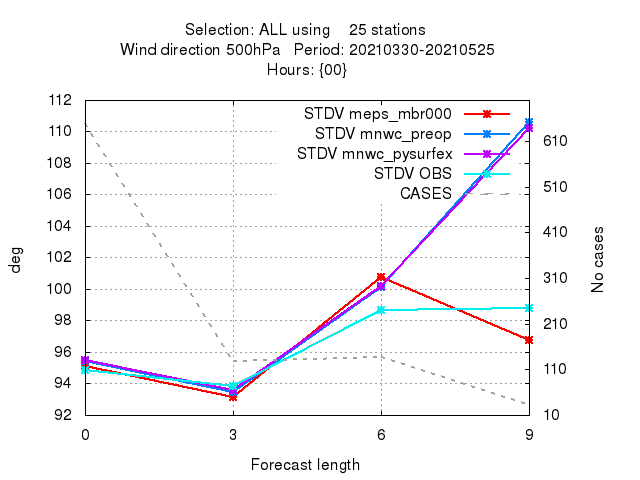 Selection: ALL using    25 stations
Wind direction 500hPa   Period: 20210330-20210525
Hours: {00}
STDV meps_mbr000
STDV mnwc_preop
STDV mnwc_pysurfex
STDV OBS
CASES
112
110
108
106
104
102
100
98
96
94
92
deg
610
510
410
310
210
110
10
No cases
0 3 6 9
Forecast length